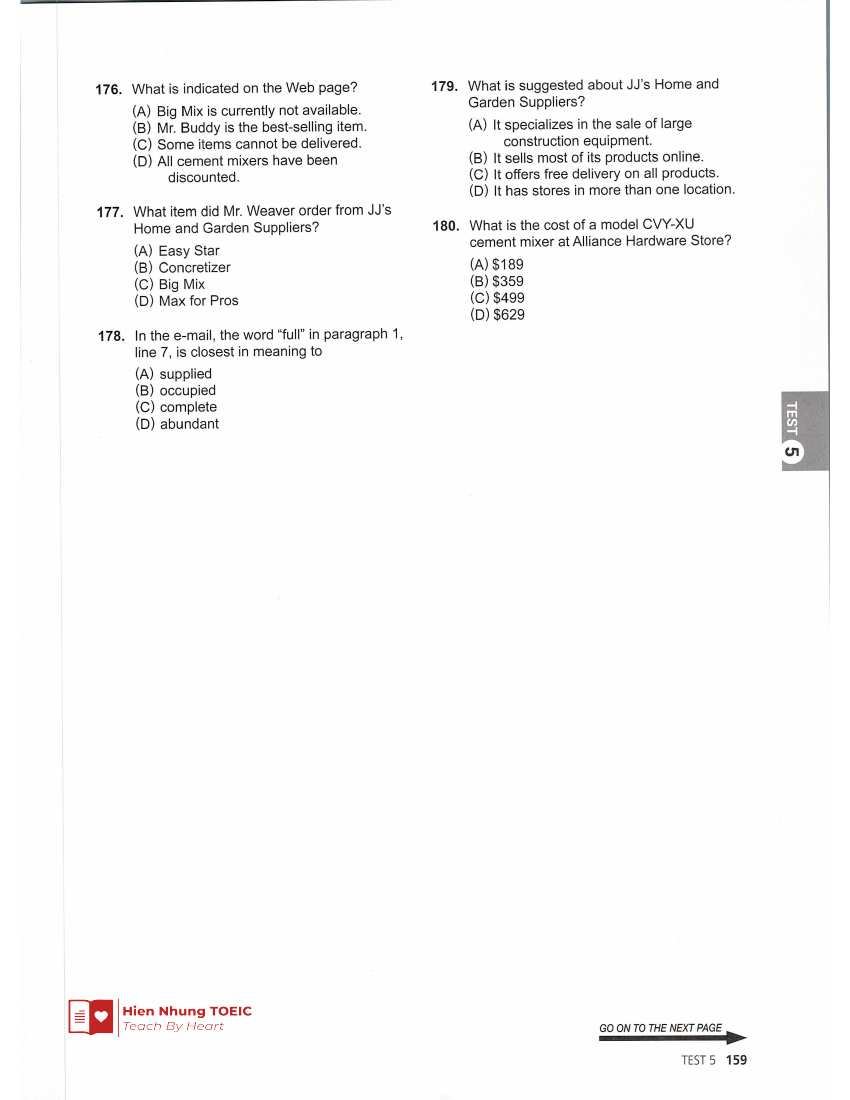 176. What is indicated on the Web page?
(A) Big Mix is currently not available.
(B) Mr. Buddy is the best-selling item.
(C) Some items cannot be delivered.
(D) All cement mixers have been
discounted.
177. What item did Mr. Weaver order from JJ's
Home and Garden Suppliers?
(A) Easy Star
(B) Concretizer
(C) Big Mix
(D) Max for Pros
178. In the e-mail, the word "full" in paragraph 1,
line 7, is closest in meaning to
(A) supplied
(B) occupied
(C) complete
(D) abundant
179. What is suggested about JJ's Home and
Garden Suppliers?
(A) It specializes in the sale of large
construction equipment.
(B) It sells most of its products online.
(C) It offers free delivery on all products.
(D) It has stores in more than one location.
180. What is the cost of a model CVY-XU
cement mixer at Alliance Hardware Store?
(A) $189
(B) $359
(C) $499
(D) $629
TEST 5
Hien Nhung TOEIC
Teach By Heart
GO ON TO THE NEXT PAGE
TEST 5 159